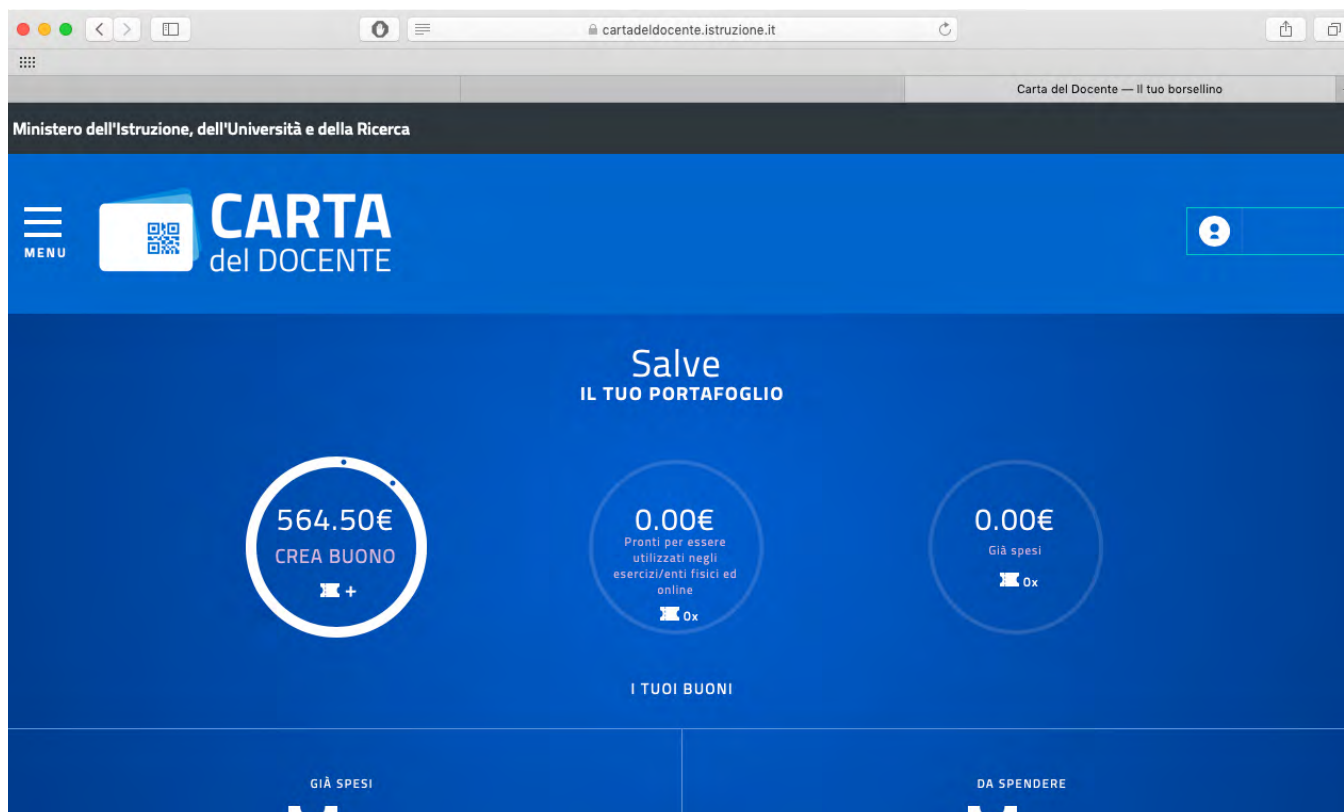 cartadeldocente.istruzione.it
Carta del Docente — Il tuo borsellino
Ministero dell'Istruzione, dell'Università e della Ricerca
MENU
CARTA
del DOCENTE
Salve
IL TUO PORTAFOGLIO
564.50€
CREA BUONO
+
0.00€
Pronti per essere
utilizzati negli
esercizi/enti fisici ed
online
0x
0.00€
Già spesi
0x
I TUOI BUONI
GIÀ SPESI
DA SPENDERE